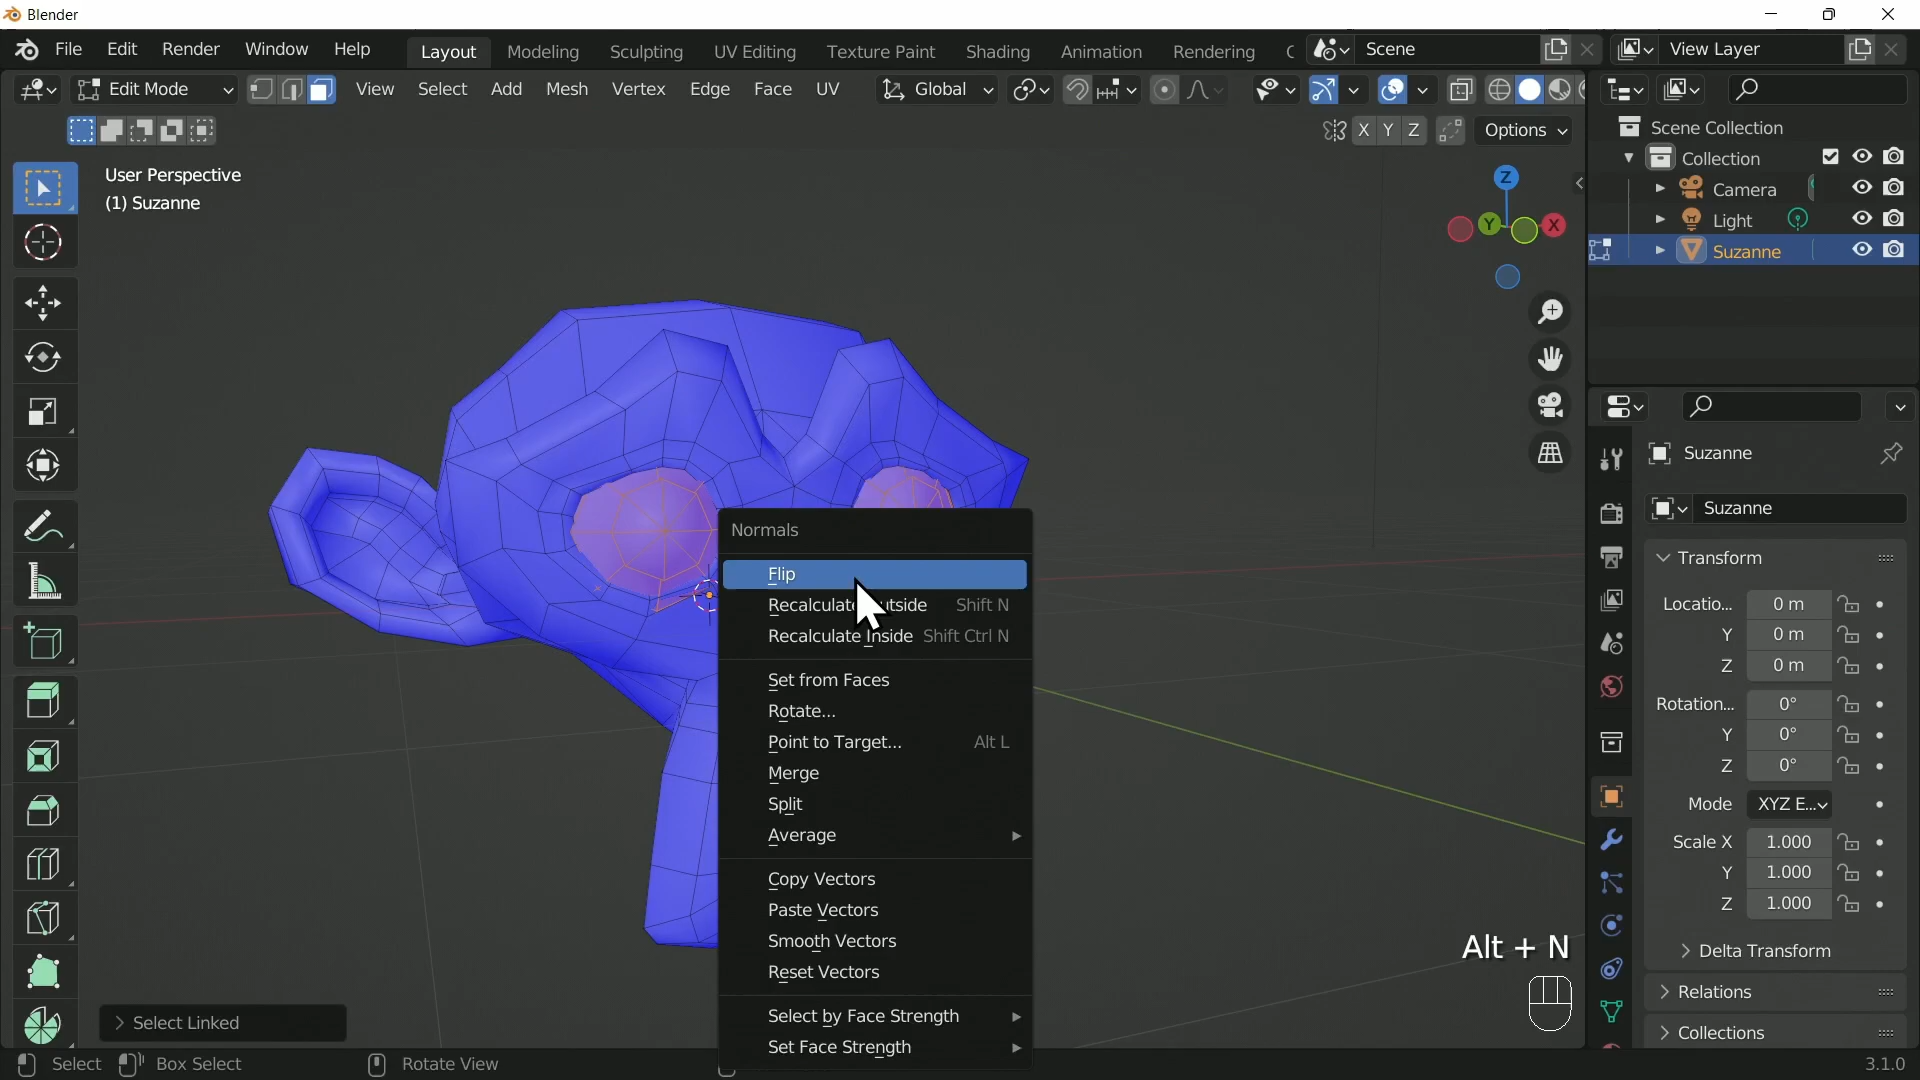 Blender
File Edit Render Window Help Layout Modeling Sculpting UV Editing Texture Paint Shading Animation Rendering Scene View Layer
Edit Mode View Select Add Mesh Vertex Edge Face UV Global
X Y Z Options
User Perspective
(1) Suzanne
Z
Y
X
Scene Collection
Collection
Camera
Light
Suzanne
Suzanne
Suzanne
Transform
Locatio... 0 m
Y 0 m
Z 0 m
Rotation... 0°
Y 0°
Z 0°
Mode XYZ E...
Scale X 1.000
Y 1.000
Z 1.000
Delta Transform
Relations
Collections
Normals
Flip
Recalculate Outside Shift N
Recalculate Inside Shift Ctrl N
Set from Faces
Rotate...
Point to Target... Alt L
Merge
Split
Average
Copy Vectors
Paste Vectors
Smooth Vectors
Reset Vectors
Select by Face Strength
Set Face Strength
Alt + N
Select Linked
Select Box Select Rotate View 3.1.0